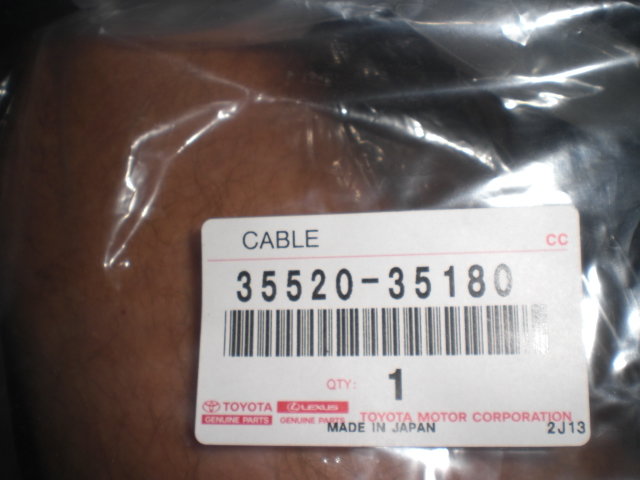 CABLE CC
35520-35180
QTY: 1
TOYOTA LEXUS
GENUINE PARTS GENUINE PARTS TOYOTA MOTOR CORPORATION
MADE IN JAPAN 2J13